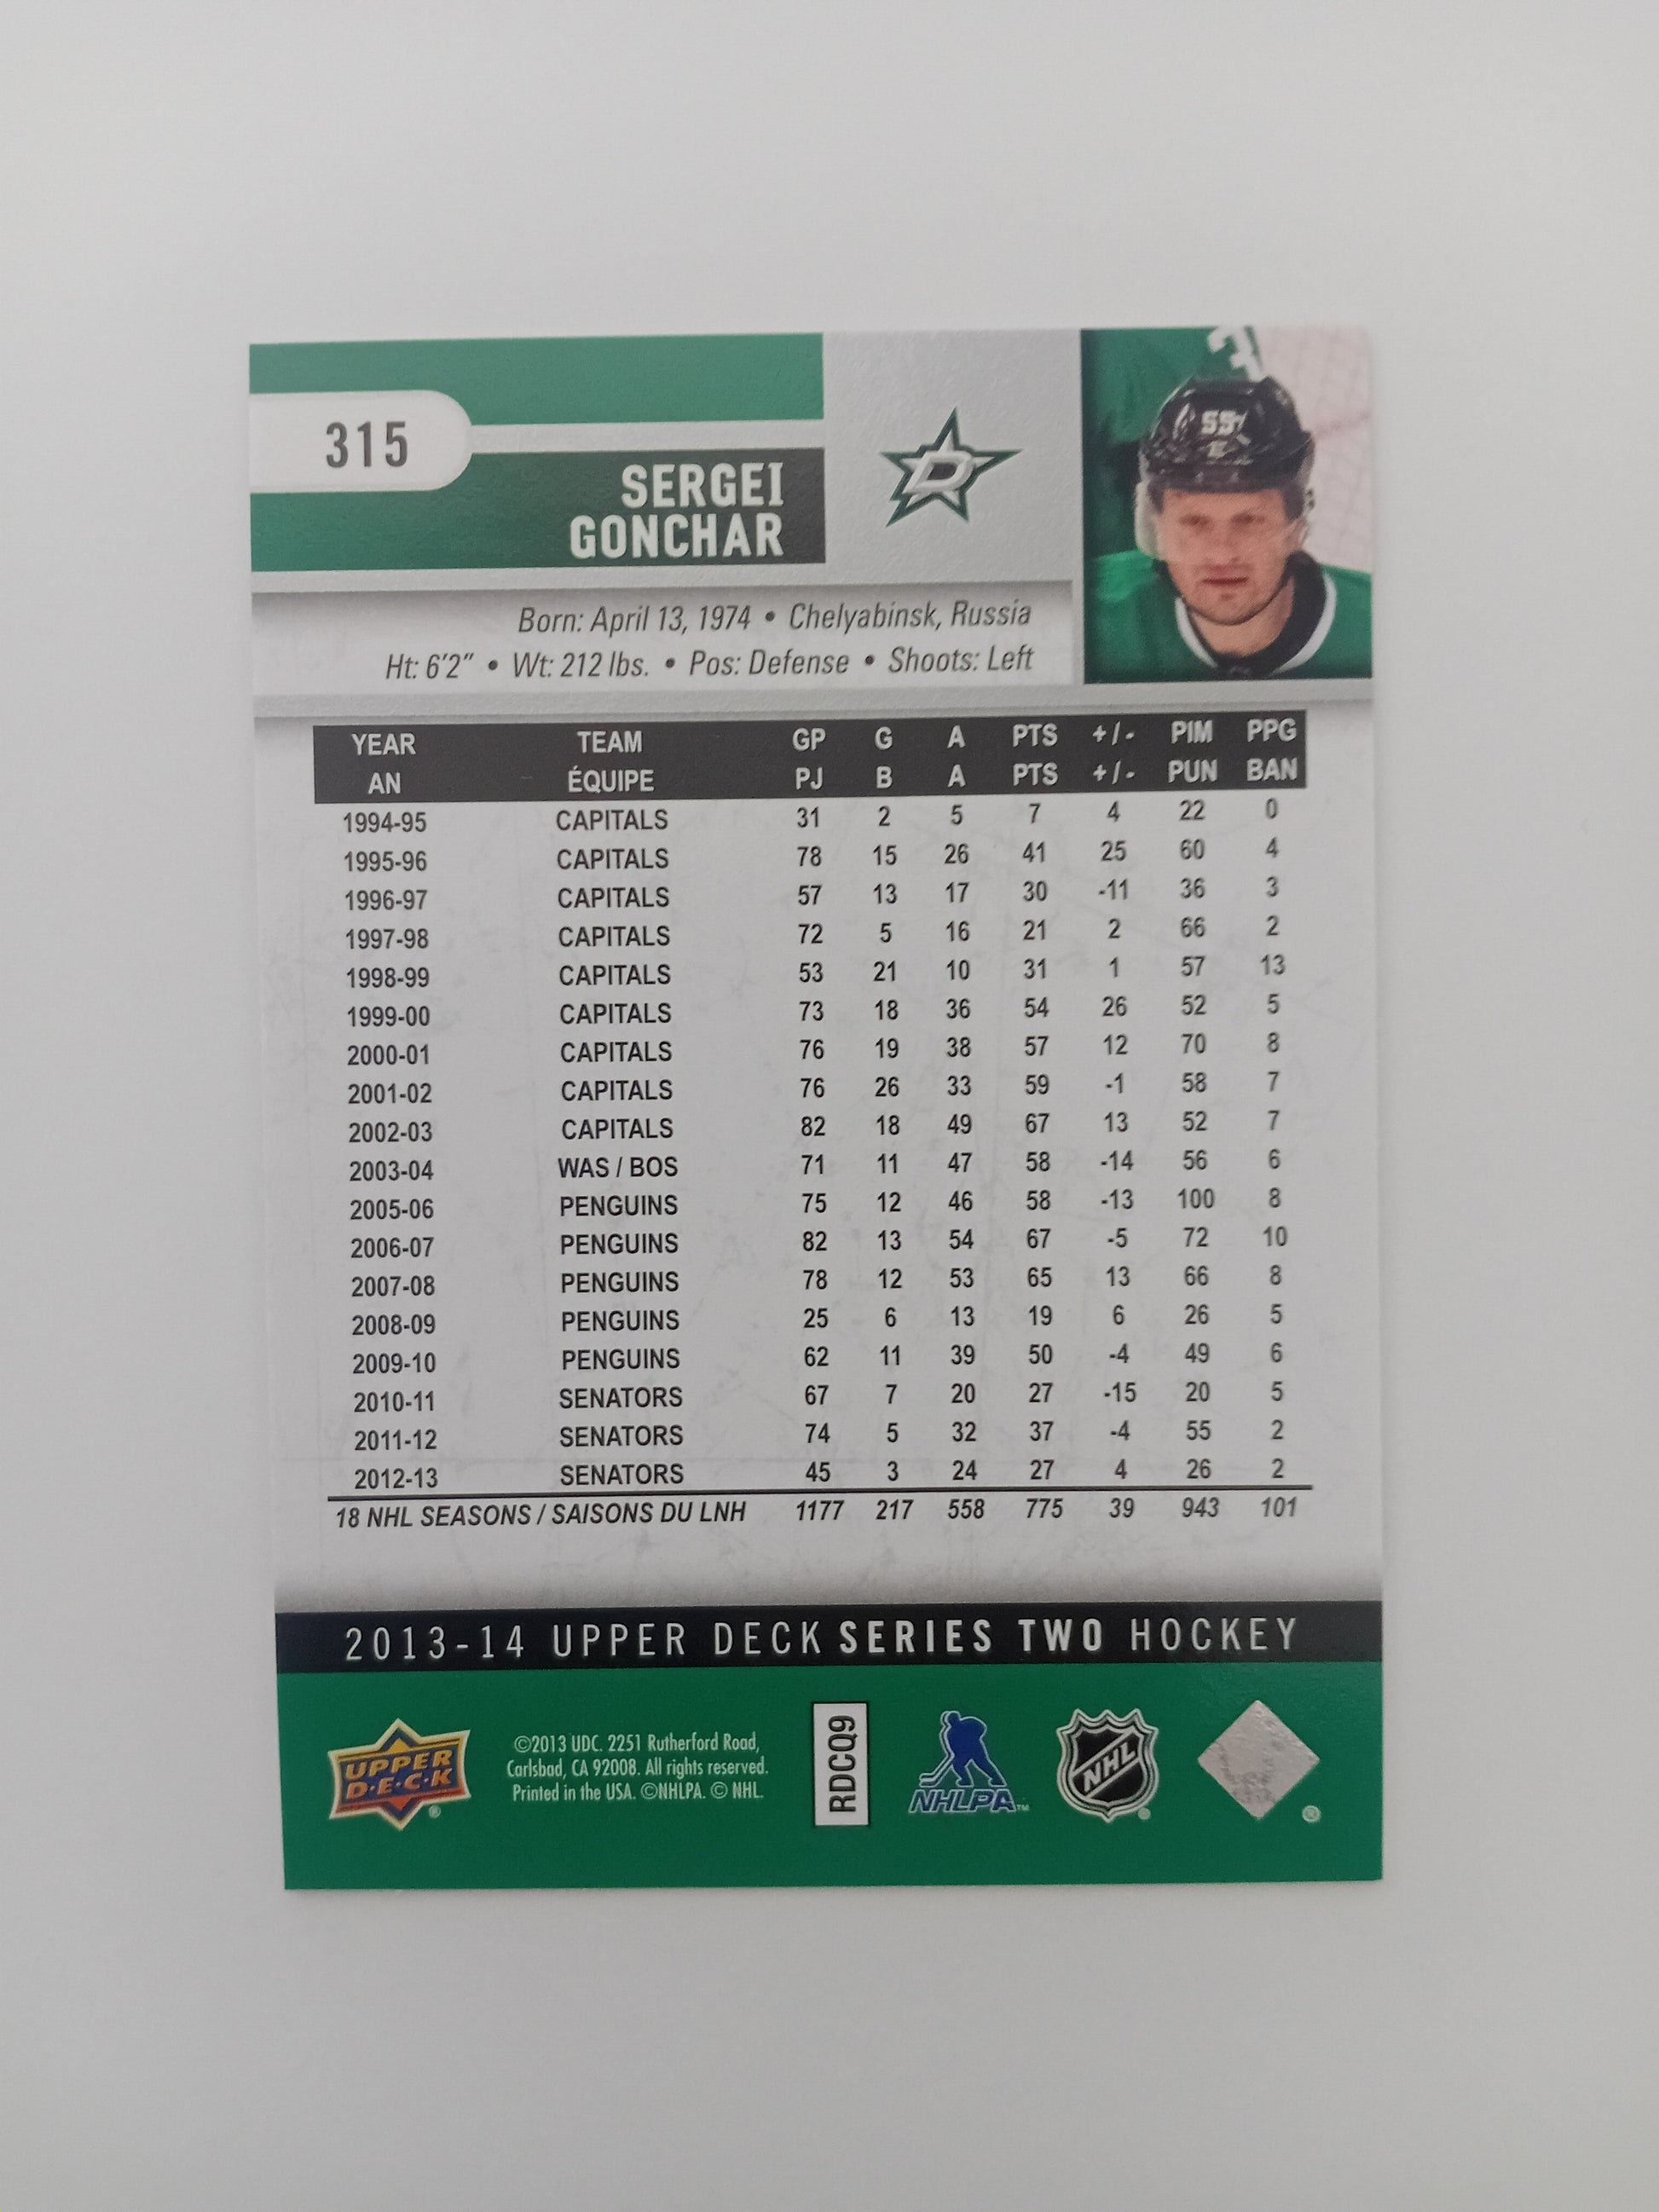 315
SERGEI
GONCHAR
D
55
Born: April 13, 1974 • Chelyabinsk, Russia
Ht: 6'2" • Wt: 212 lbs. • Pos: Defense • Shoots: Left
YEAR TEAM GP G A PTS +/- PIM PPG
AN ÉQUIPE PJ B A PTS +/- PUN BAN
1994-95 CAPITALS 31 2 5 7 4 22 0
1995-96 CAPITALS 78 15 26 41 25 60 4
1996-97 CAPITALS 57 13 17 30 -11 36 3
1997-98 CAPITALS 72 5 16 21 2 66 2
1998-99 CAPITALS 53 21 10 31 1 57 13
1999-00 CAPITALS 73 18 36 54 26 52 5
2000-01 CAPITALS 76 19 38 57 12 70 8
2001-02 CAPITALS 76 26 33 59 -1 58 7
2002-03 CAPITALS 82 18 49 67 13 52 7
2003-04 WAS / BOS 71 11 47 58 -14 56 6
2005-06 PENGUINS 75 12 46 58 -13 100 8
2006-07 PENGUINS 82 13 54 67 -5 72 10
2007-08 PENGUINS 78 12 53 65 13 66 8
2008-09 PENGUINS 25 6 13 19 6 26 5
2009-10 PENGUINS 62 11 39 50 -4 49 6
2010-11 SENATORS 67 7 20 27 -15 20 5
2011-12 SENATORS 74 5 32 37 -4 55 2
2012-13 SENATORS 45 3 24 27 4 26 2
18 NHL SEASONS / SAISONS DU LNH 1177 217 558 775 39 943 101
2013-14 UPPER DECK SERIES TWO HOCKEY
UPPER
D·E·C·K
®
©2013 UDC. 2251 Rutherford Road,
Carlsbad, CA 92008. All rights reserved.
Printed in the USA. ©NHLPA. © NHL.
RDCQ9
NHLPA™
NHL
®
®